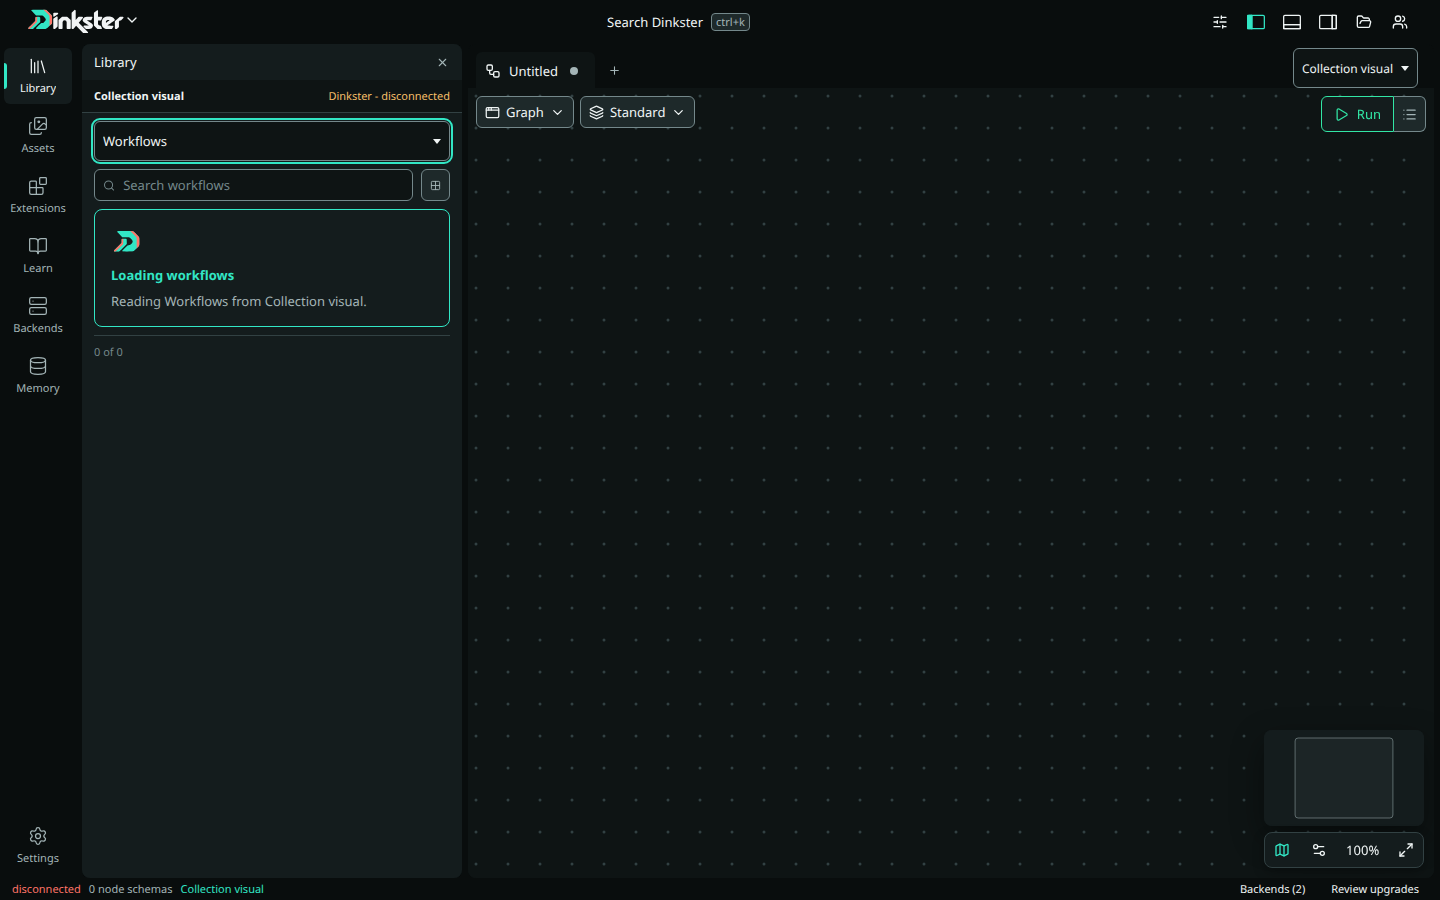 Dinkster
Search Dinkster ctrl+k
Library
Assets
Extensions
Learn
Backends
Memory
Settings
Library
Collection visual Dinkster - disconnected
Workflows
Search workflows
Loading workflows
Reading Workflows from Collection visual.
0 of 0
Untitled
Collection visual
Graph Standard
Run
100%
disconnected 0 node schemas Collection visual
Backends (2) Review upgrades